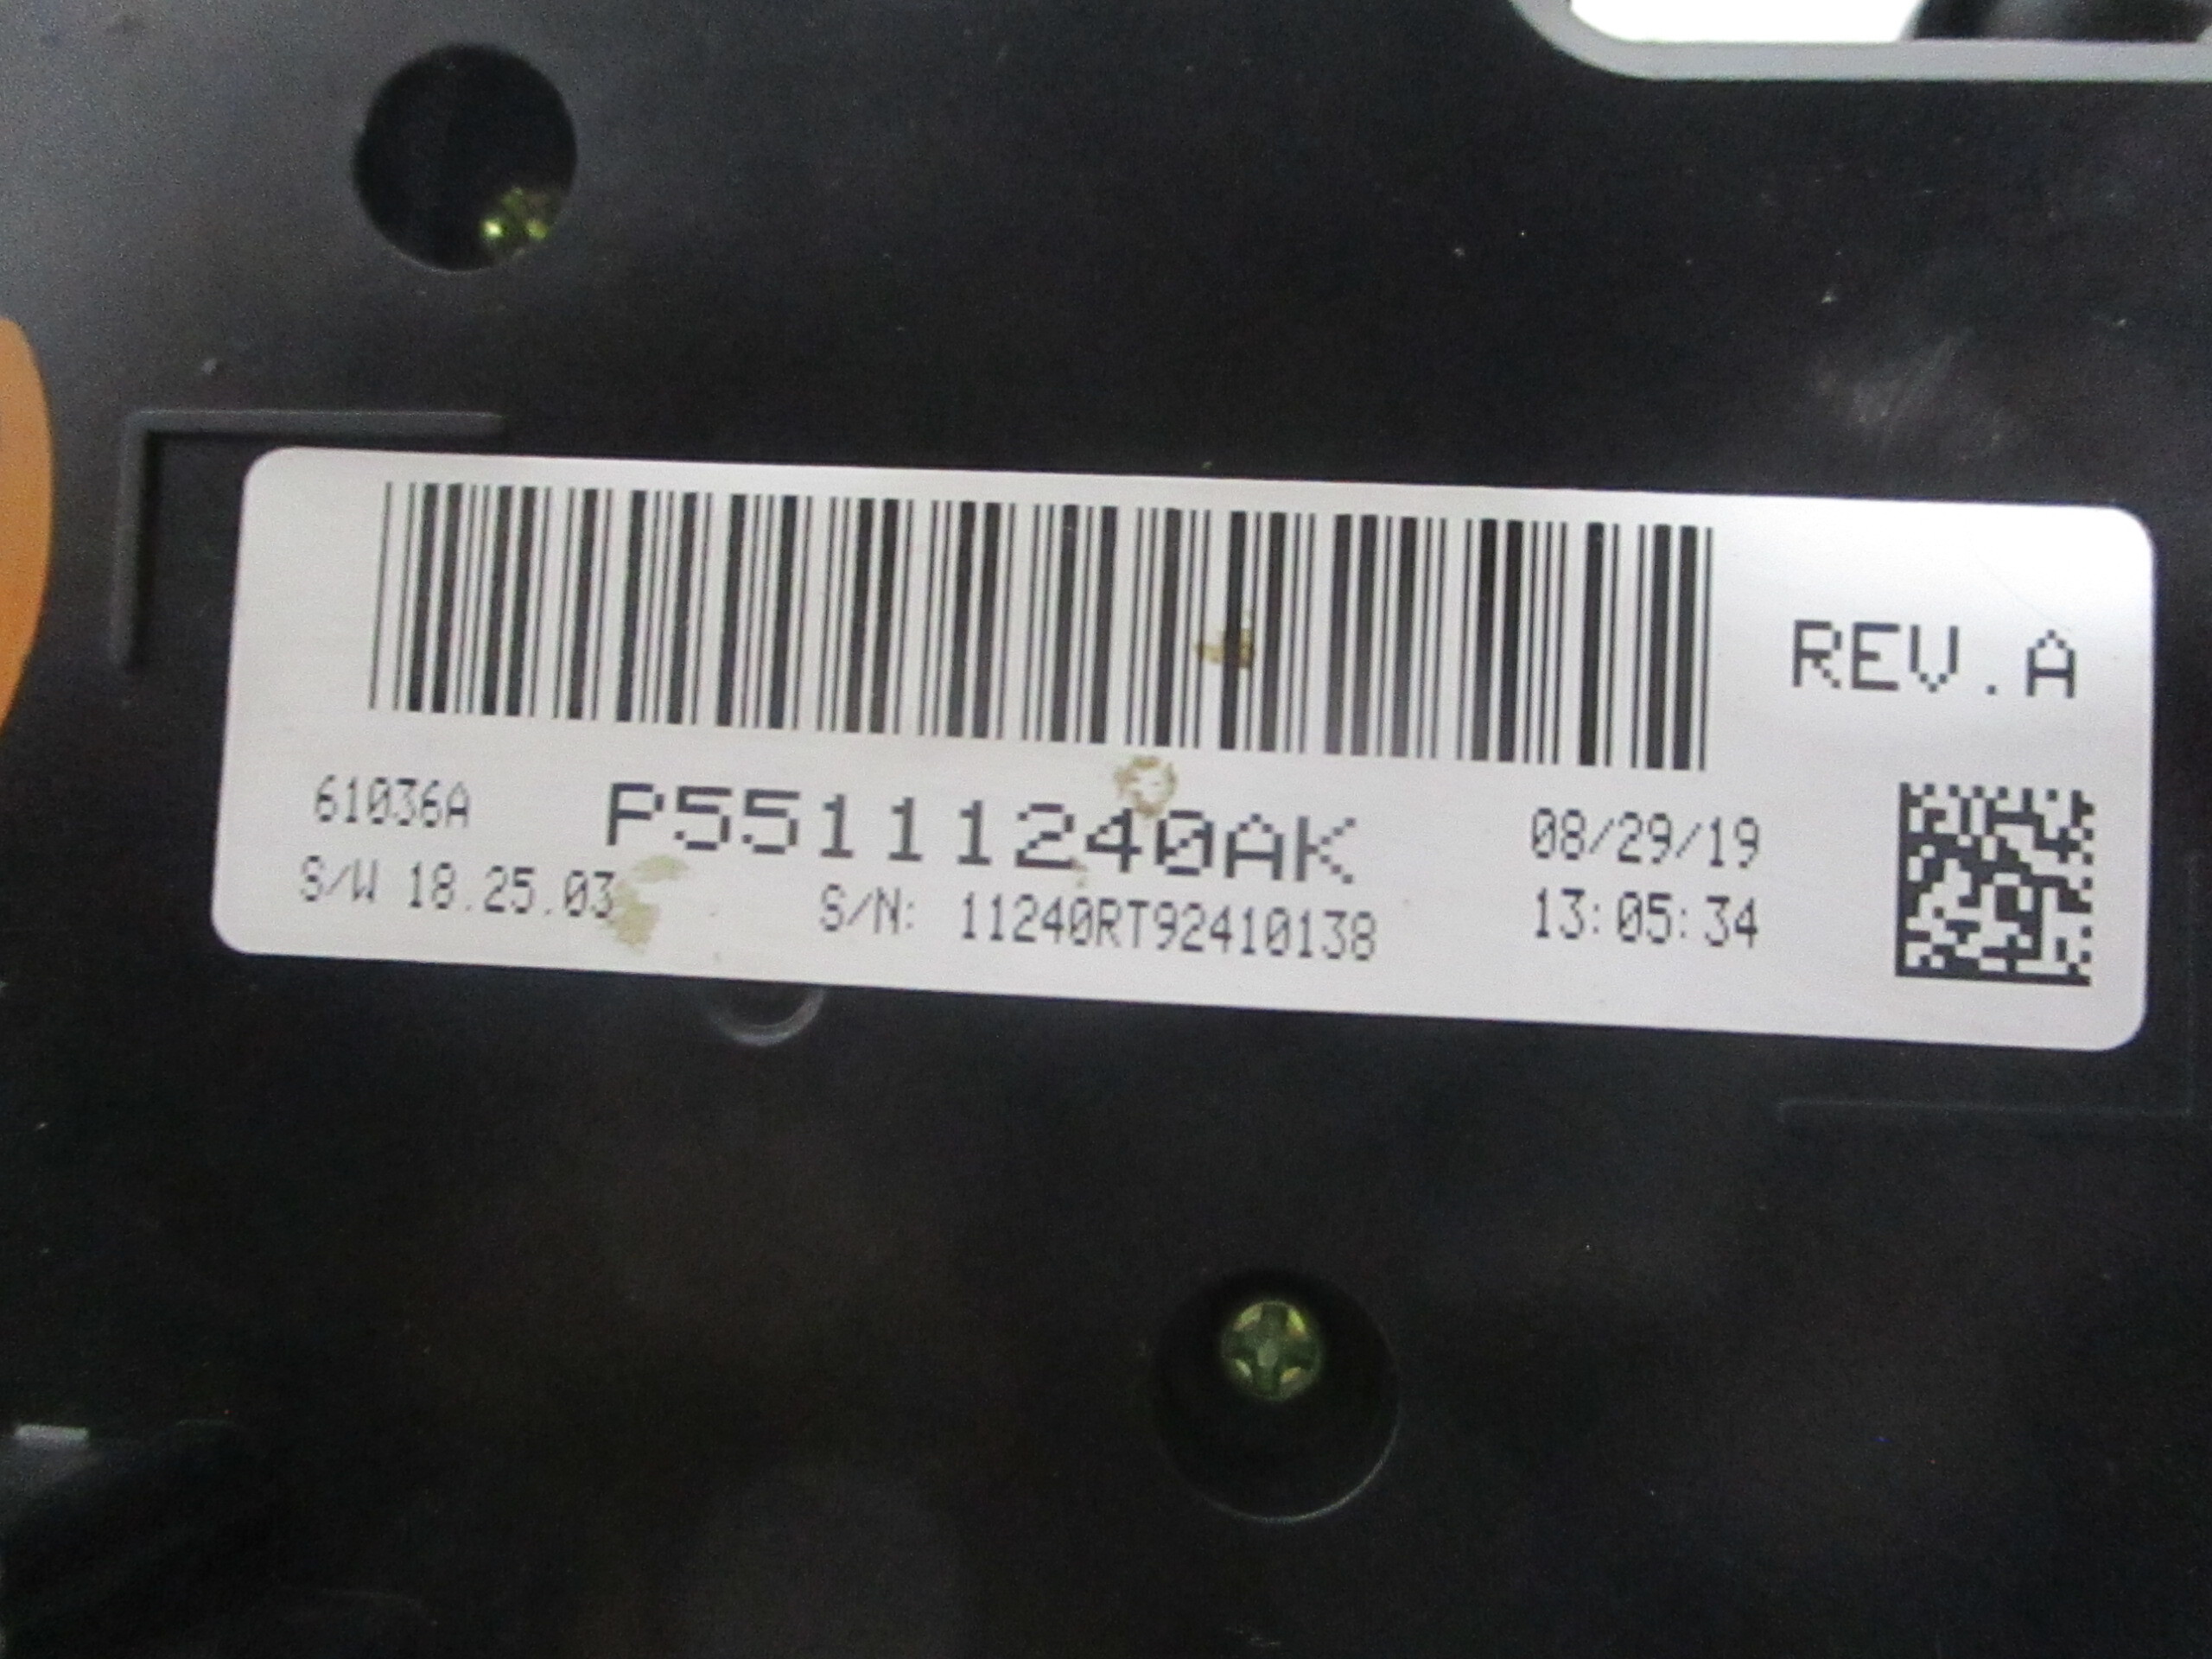 REV.A
61036A P55111240AK 08/29/19
S/W 18.25.03 S/N: 11240RT92410138 13:05:34